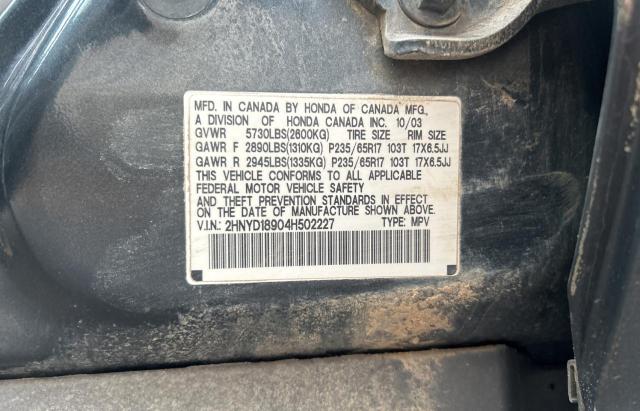 MFD. IN CANADA BY HONDA OF CANADA MFG.,
A DIVISION OF HONDA CANADA INC. 10/03
GVWR 5730LBS(2600KG) TIRE SIZE RIM SIZE
GAWR F 2890LBS(1310KG) P235/65R17 103T 17X6.5JJ
GAWR R 2945LBS(1335KG) P235/65R17 103T 17X6.5JJ
THIS VEHICLE CONFORMS TO ALL APPLICABLE
FEDERAL MOTOR VEHICLE SAFETY
AND THEFT PREVENTION STANDARDS IN EFFECT
ON THE DATE OF MANUFACTURE SHOWN ABOVE.
V.I.N.: 2HNYD18904H502227 TYPE: MPV